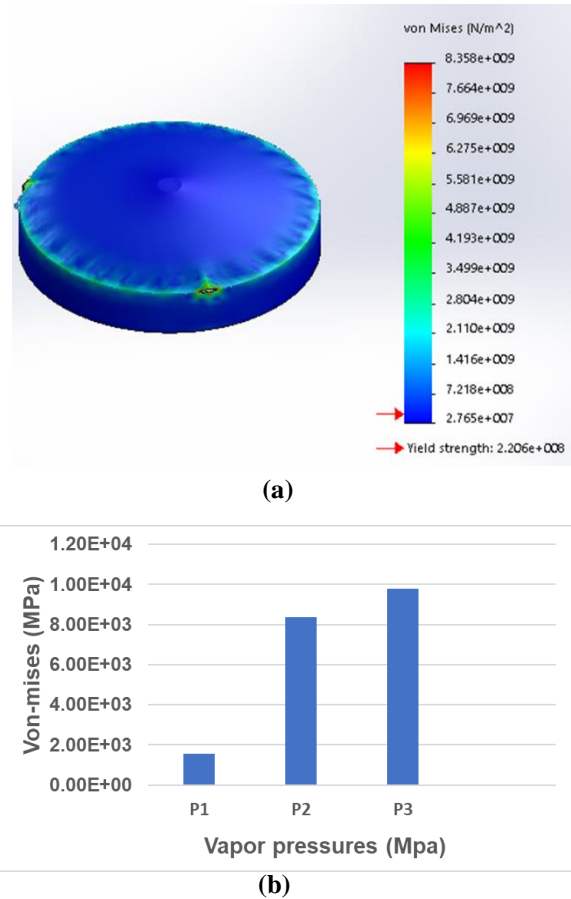 von Mises (N/m^2)
8.358e+009
7.664e+009
6.969e+009
6.275e+009
5.581e+009
4.887e+009
4.193e+009
3.499e+009
2.804e+009
2.110e+009
1.416e+009
7.218e+008
2.765e+007
Yield strength: 2.206e+008
(a)
1.20E+04
1.00E+04
8.00E+03
6.00E+03
4.00E+03
2.00E+03
0.00E+00
Von-mises (MPa)
P1 P2 P3
Vapor pressures (Mpa)
(b)